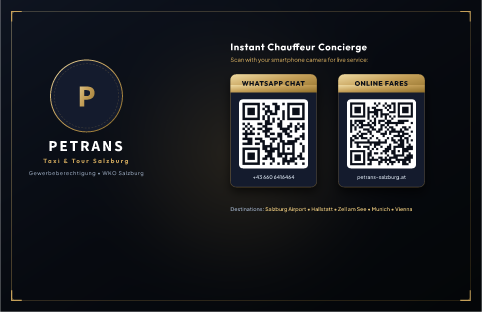 P
PETRANS
Taxi & Tour Salzburg
Gewerbeberechtigung • WKO Salzburg
Instant Chauffeur Concierge
Scan with your smartphone camera for live service:
WHATSAPP CHAT
+43 660 6416464
ONLINE FARES
petrans-salzburg.at
Destinations: Salzburg Airport • Hallstatt • Zell am See • Munich • Vienna